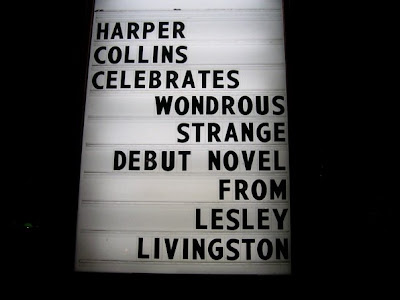 HARPER
COLLINS
CELEBRATES
WONDROUS
STRANGE
DEBUT NOVEL
FROM
LESLEY
LIVINGSTON